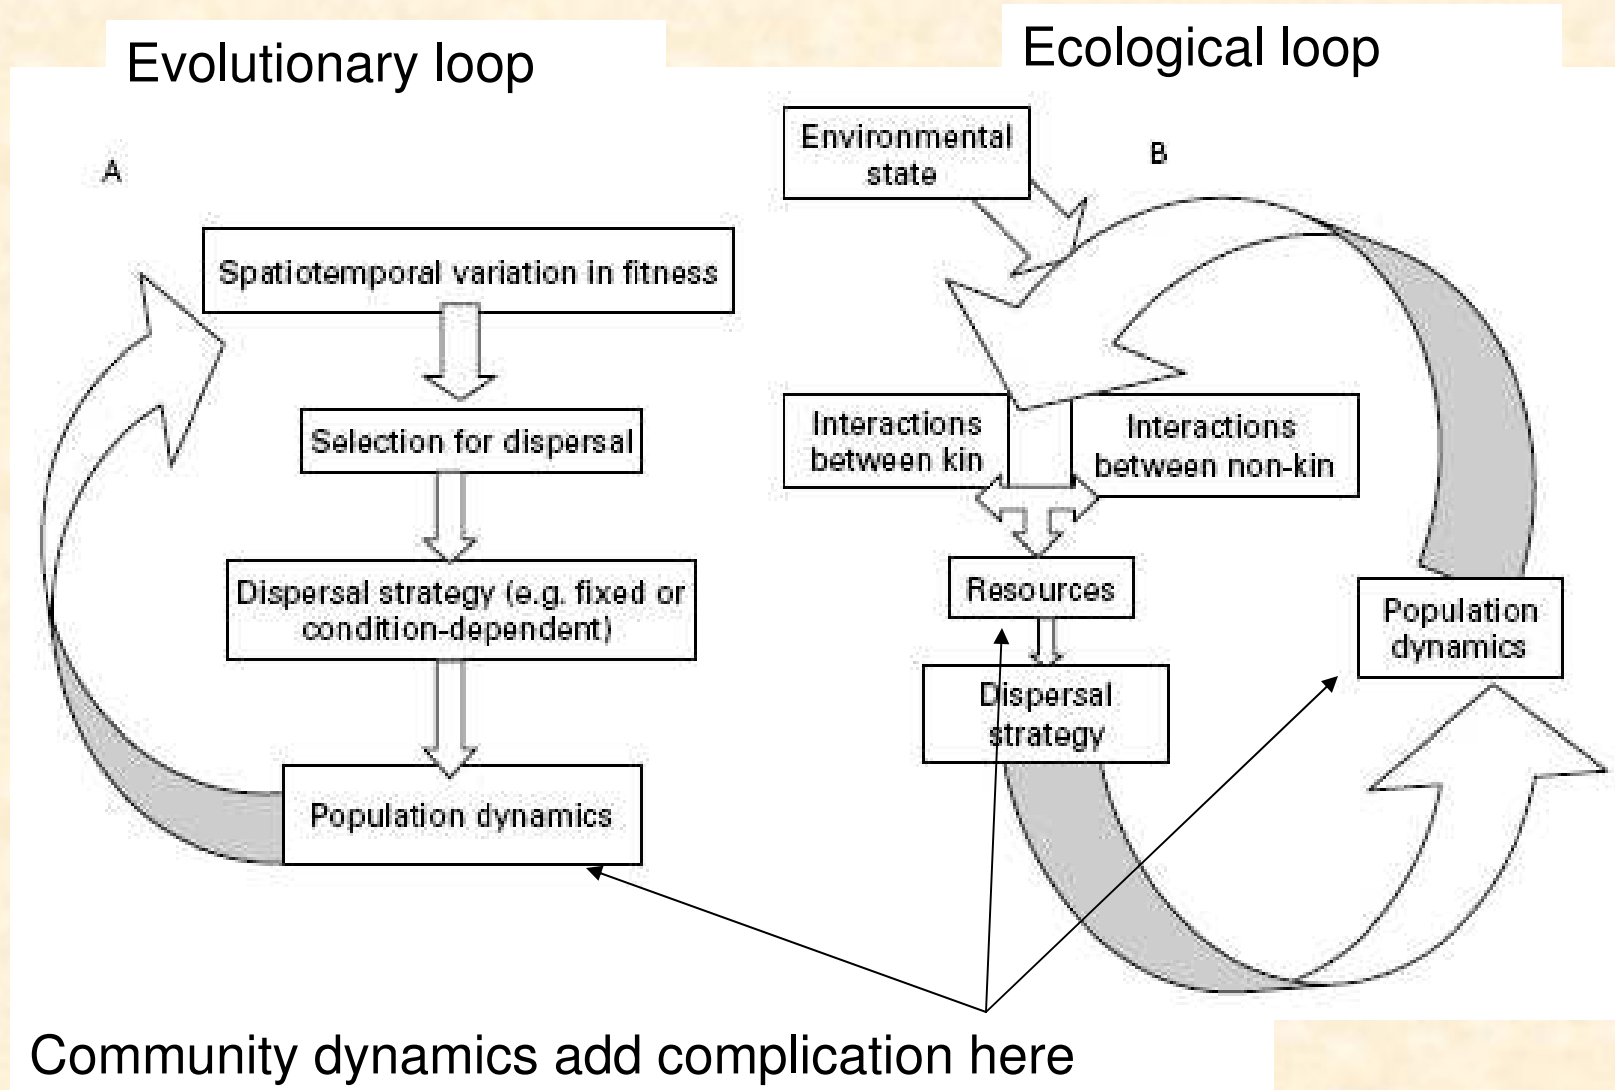 Evolutionary loop
Ecological loop
A
Spatiotemporal variation in fitness
Selection for dispersal
Dispersal strategy (e.g. fixed or
condition-dependent)
Population dynamics
Environmental
state
B
Interactions
between kin
Interactions
between non-kin
Resources
Dispersal
strategy
Population
dynamics
Community dynamics add complication here